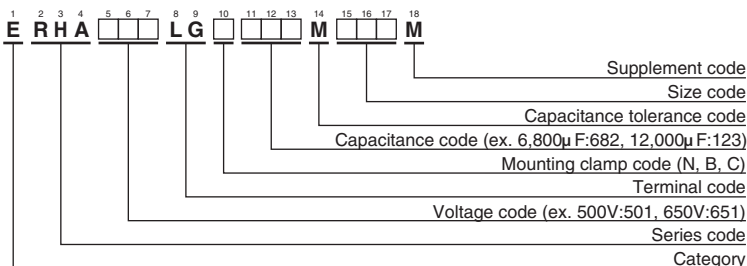 1 2 3 4 5 6 7 8 9 10 11 12 13 14 15 16 17 18
E RHA□□□LG□□□□M□□□M
Supplement code
Size code
Capacitance tolerance code
Capacitance code (ex. 6,800μF:682, 12,000μF:123)
Mounting clamp code (N, B, C)
Terminal code
Voltage code (ex. 500V:501, 650V:651)
Series code
Category